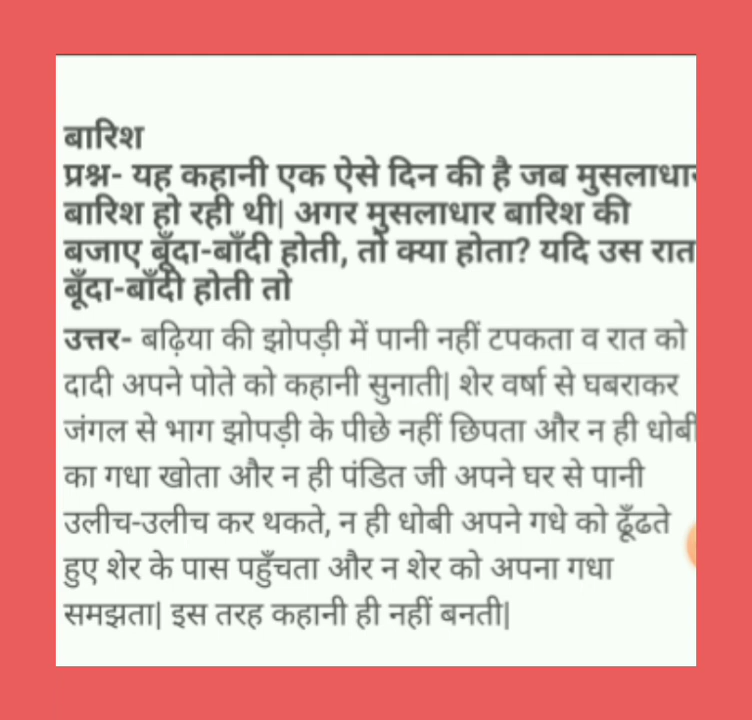 बारिश
प्रश्न- यह कहानी एक ऐसे दिन की है जब मुसलाधार
बारिश हो रही थी| अगर मुसलाधार बारिश की
बजाए बूँदा-बाँदी होती, तो क्या होता? यदि उस रात
बूँदा-बाँदी होती तो
उत्तर- बढ़िया की झोपड़ी में पानी नहीं टपकता व रात को
दादी अपने पोते को कहानी सुनाती| शेर वर्षा से घबराकर
जंगल से भाग झोपड़ी के पीछे नहीं छिपता और न ही धोबी
का गधा खोता और न ही पंडित जी अपने घर से पानी
उलीच-उलीच कर थकते, न ही धोबी अपने गधे को ढूँढते
हुए शेर के पास पहुँचता और न शेर को अपना गधा
समझता| इस तरह कहानी ही नहीं बनती|